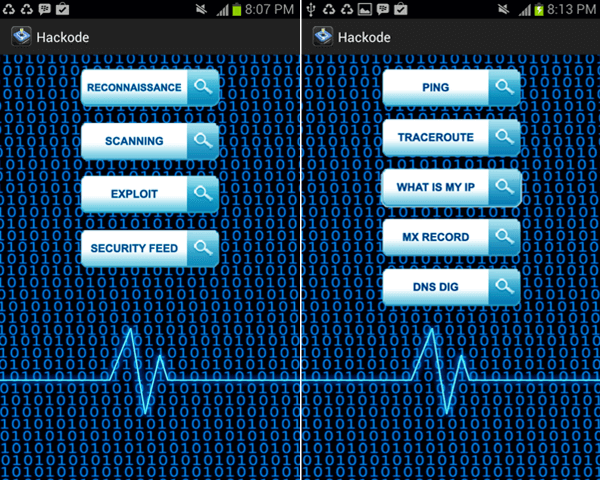 8:07 PM
Hackode
RECONNAISSANCE
SCANNING
EXPLOIT
SECURITY FEED
8:13 PM
Hackode
PING
TRACEROUTE
WHAT IS MY IP
MX RECORD
DNS DIG